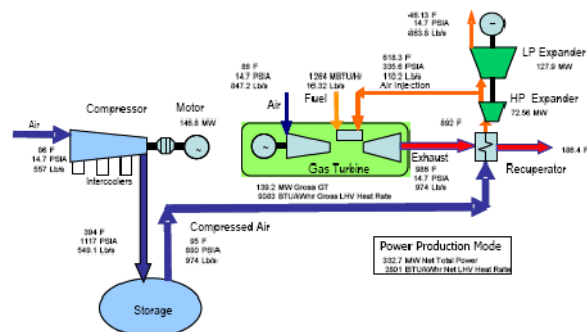 -46.13 F
14.7 PSIA
863.8 Lb/s
LP Expander
127.9 MW
618.3 F
335.6 PSIA
110.2 Lb/s
Air Injection
86 F
14.7 PSIA
847.2 Lb/s
1264 MBTU/Hr
16.32 Lb/s
Air
Fuel
HP Expander
72.56 MW
892 F
Compressor
Motor
146.8 MW
Air
86 F
14.7 PSIA
557 Lb/s
Intercoolers
Gas Turbine
Exhaust
986 F
14.7 PSIA
974 Lb/s
186.4 F
Recuperator
139.2 MW Gross GT
9083 BTU/kWhr Gross LHV Heat Rate
394 F
1117 PSIA
549.1 Lb/s
Compressed Air
95 F
893 PSIA
974 Lb/s
Power Production Mode
332.7 MW Net Total Power
3801 BTU/kWhr Net LHV Heat Rate
Storage
~
~
~